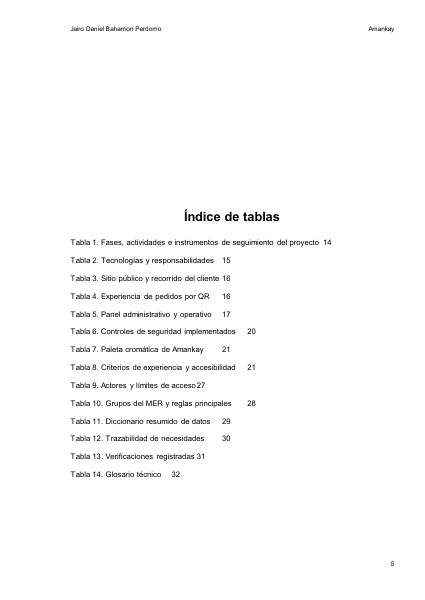 Jairo Daniel Bahamon Perdomo Amankay
Índice de tablas
Tabla 1. Fases, actividades e instrumentos de seguimiento del proyecto 14
Tabla 2. Tecnologías y responsabilidades 15
Tabla 3. Sitio público y recorrido del cliente 16
Tabla 4. Experiencia de pedidos por QR 16
Tabla 5. Panel administrativo y operativo 17
Tabla 6. Controles de seguridad implementados 20
Tabla 7. Paleta cromática de Amankay 21
Tabla 8. Criterios de experiencia y accesibilidad 21
Tabla 9. Actores y límites de acceso27
Tabla 10. Grupos del MER y reglas principales 28
Tabla 11. Diccionario resumido de datos 29
Tabla 12. Trazabilidad de necesidades 30
Tabla 13. Verificaciones registradas 31
Tabla 14. Glosario técnico 32
5